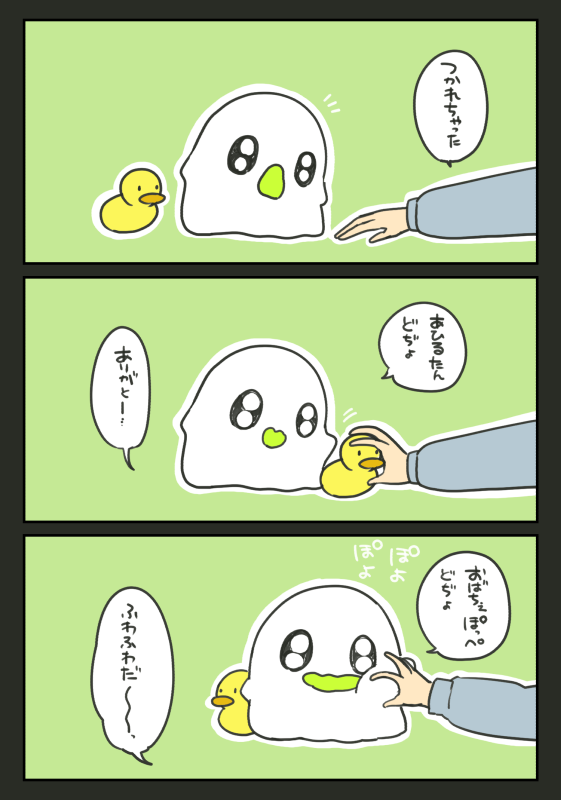 つかれちゃった
あひるたん
どぢょ
ありがとー…
おばちぇぽっぺ
どぢょ
ぽよ
ぽよ
ふわふわだ〜〜〜、